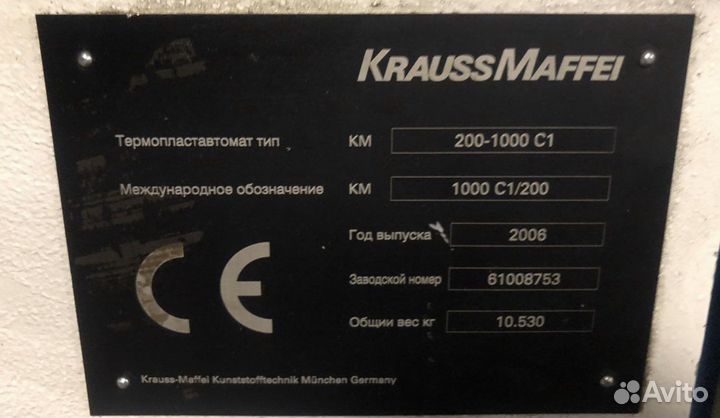 KRAUSSMAFFEI
Термопластавтомат тип KM 200-1000 C1
Международное обозначение KM 1000 C1/200
Год выпуска 2006
Заводской номер 61008753
Общии вес кг 10.530
CE
Krauss-Maffei Kunststofftechnik München Germany
Avito